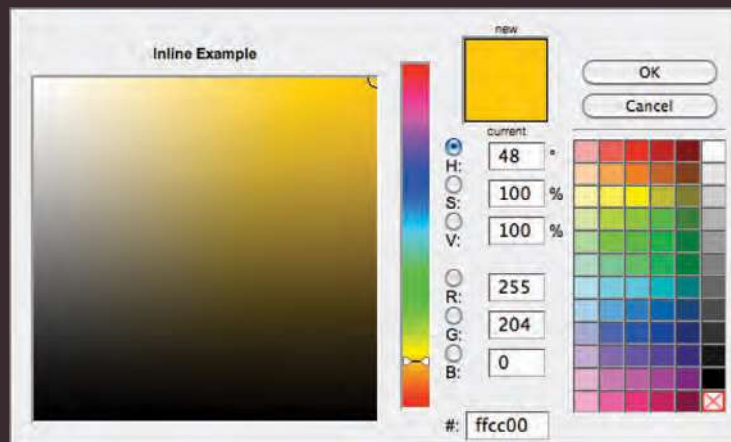 Inline Example
new
current
OK
Cancel
H: 48 °
S: 100 %
V: 100 %
R: 255
G: 204
B: 0
#: ffcc00